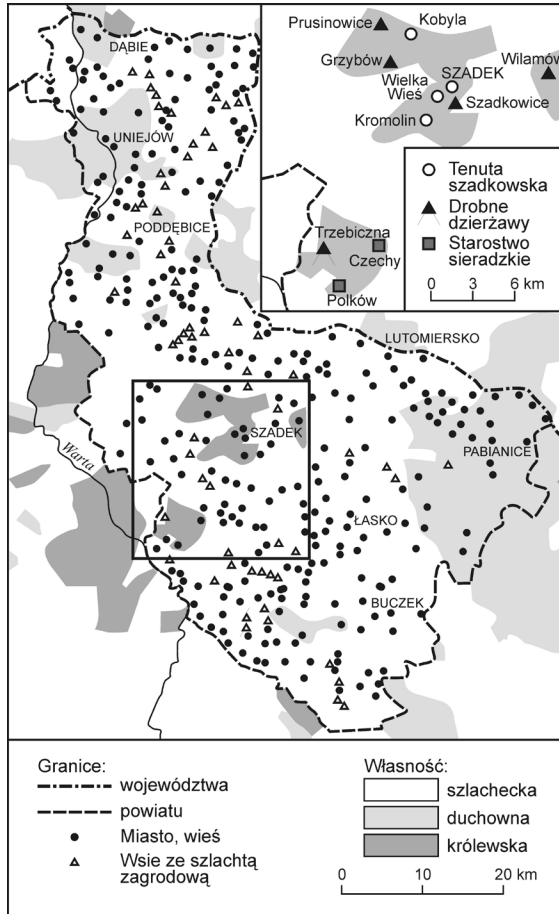 DĄBIE
UNIEJÓW
PODDĘBICE
LUTOMIERSKO
PABIANICE
SZADEK
Warta
ŁASKO
BUCZEK
Prusinowice
Kobyla
Grzybów
Wilamów
Wielka
Wieś
SZADEK
Szadkowice
Kromolin
Trzebiczna
Czechy
Polków
Tenuta
szadkowska
Drobne
dzierżawy
Starostwo
sieradzkie
0 3 6 km
Granice:
województwa
powiatu
Miasto, wieś
Wsie ze szlachtą
zagrodową
Własność:
szlachecka
duchowna
królewska
0 10 20 km